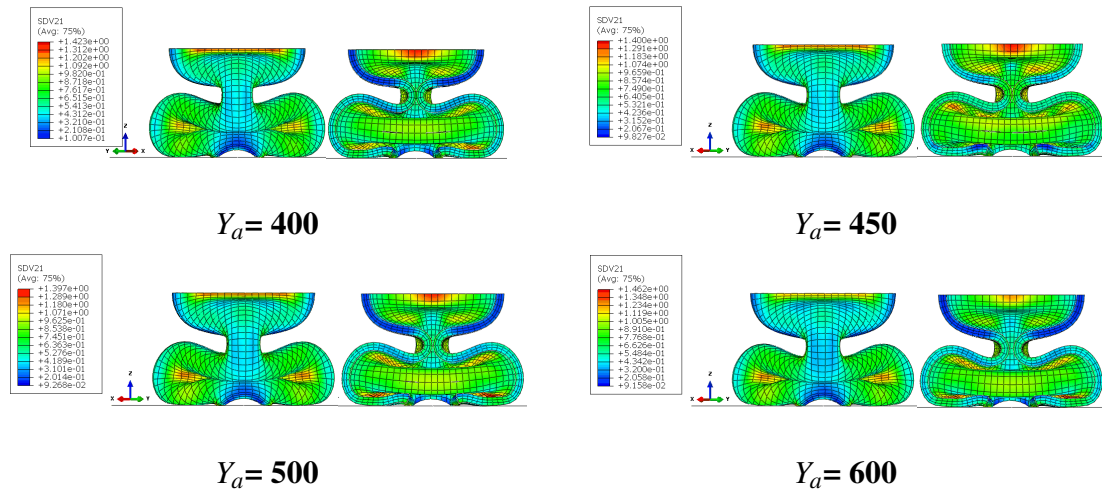 SDV21
(Avg: 75%)
+1.423e+00
+1.312e+00
+1.202e+00
+1.092e+00
+9.820e-01
+8.718e-01
+7.617e-01
+6.515e-01
+5.413e-01
+4.312e-01
+3.210e-01
+2.108e-01
+1.007e-01
Z
Y X
Y_a= 400
SDV21
(Avg: 75%)
+1.400e+00
+1.291e+00
+1.183e+00
+1.074e+00
+9.659e-01
+8.574e-01
+7.490e-01
+6.405e-01
+5.321e-01
+4.236e-01
+3.152e-01
+2.067e-01
+9.827e-02
Z
X Y
Y_a= 450
SDV21
(Avg: 75%)
+1.397e+00
+1.289e+00
+1.180e+00
+1.071e+00
+9.625e-01
+8.538e-01
+7.451e-01
+6.363e-01
+5.276e-01
+4.189e-01
+3.101e-01
+2.014e-01
+9.268e-02
Z
X Y
Y_a= 500
SDV21
(Avg: 75%)
+1.462e+00
+1.348e+00
+1.234e+00
+1.119e+00
+1.005e+00
+8.910e-01
+7.768e-01
+6.626e-01
+5.484e-01
+4.342e-01
+3.200e-01
+2.058e-01
+9.158e-02
Z
X Y
Y_a= 600